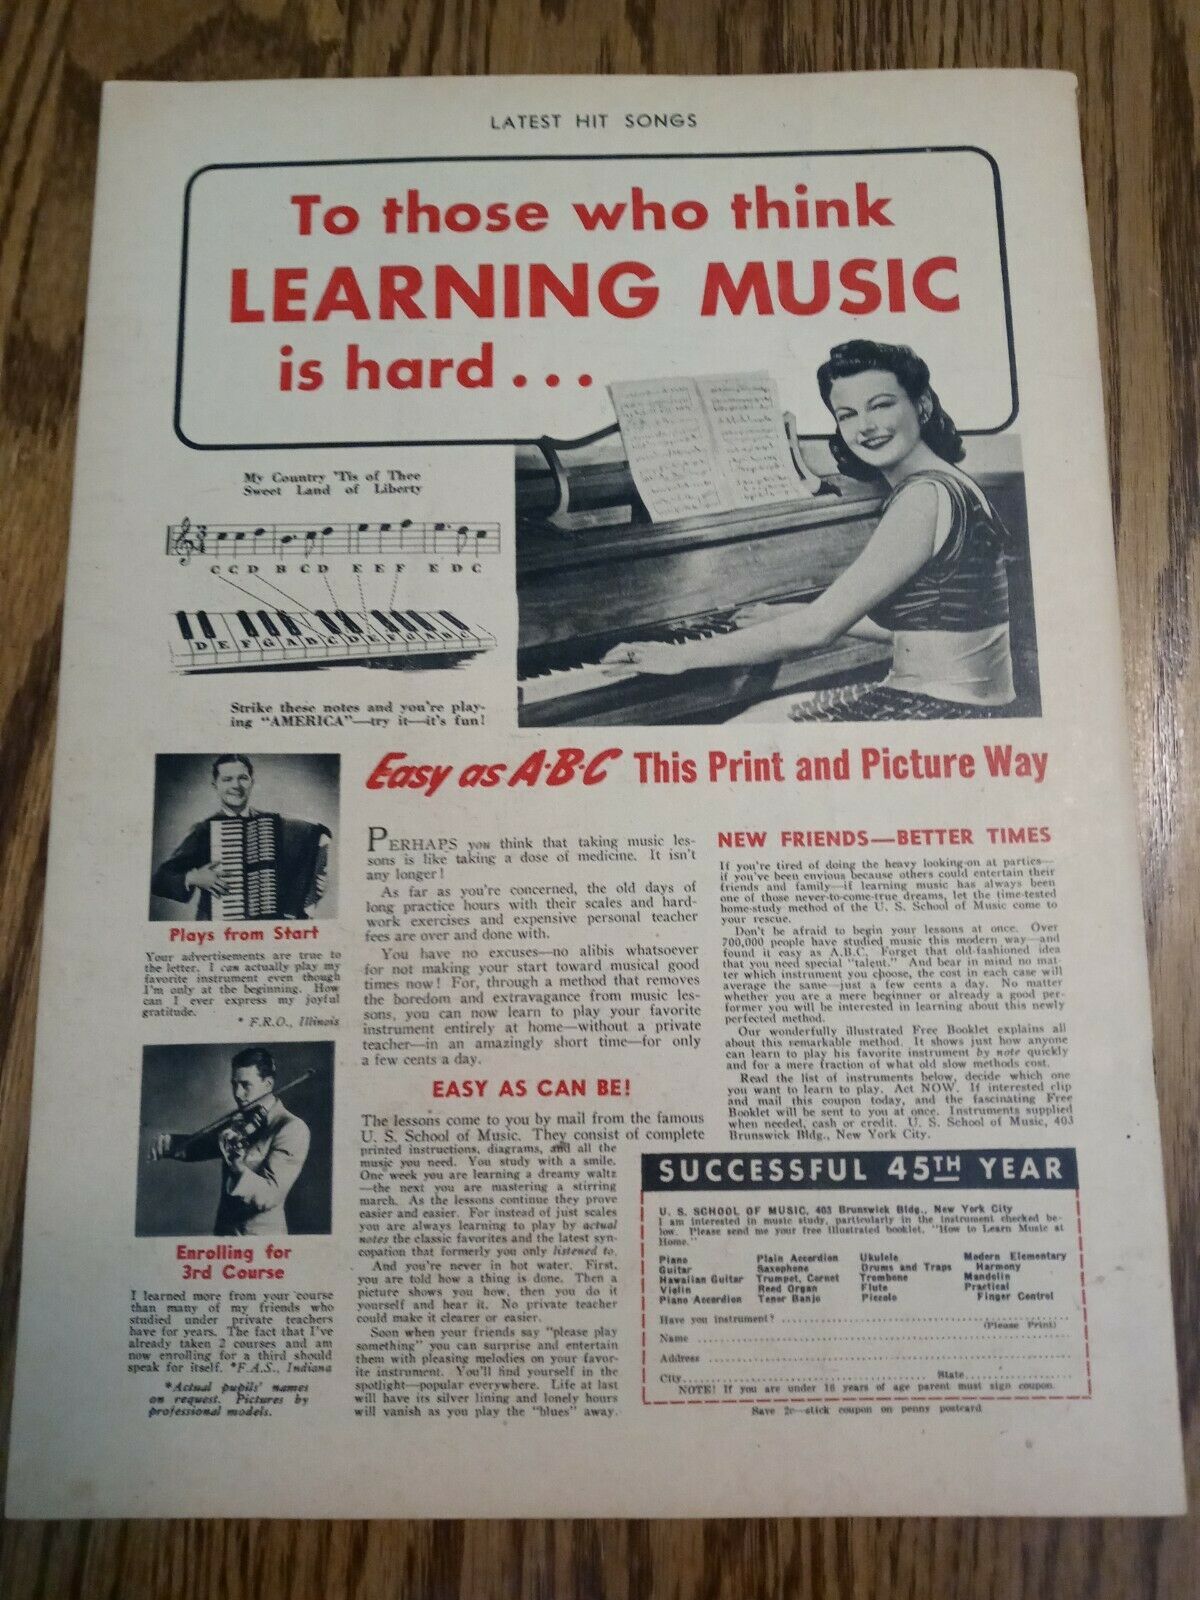 LATEST HIT SONGS
To those who think
LEARNING MUSIC
is hard...
My Country 'Tis of Thee
Sweet Land of Liberty
3
4
C C D B C D E E F E D C
D E F G A B C D E F G A B C
Strike these notes and you're play-
ing "AMERICA"—try it—it's fun!
Easy as A-B-C This Print and Picture Way
Plays from Start
Your advertisements are true to
the letter. I can actually play my
favorite instrument even though
I'm only at the beginning. How
can I ever express my joyful
gratitude.
* F.R.O., Illinois
Enrolling for
3rd Course
I learned more from your course
than many of my friends who
studied under private teachers
have for years. The fact that I've
already taken 2 courses and am
now enrolling for a third should
speak for itself. *F.A.S., Indiana
*Actual pupils' names
on request. Pictures by
professional models.
PERHAPS you think that taking music les-
sons is like taking a dose of medicine. It isn't
any longer!
As far as you're concerned, the old days of
long practice hours with their scales and hard-
work exercises and expensive personal teacher
fees are over and done with.
You have no excuses—no alibis whatsoever
for not making your start toward musical good
times now! For, through a method that removes
the boredom and extravagance from music les-
sons, you can now learn to play your favorite
instrument entirely at home—without a private
teacher—in an amazingly short time—for only
a few cents a day.
EASY AS CAN BE!
The lessons come to you by mail from the famous
U. S. School of Music. They consist of complete
printed instructions, diagrams, and all the
music you need. You study with a smile.
One week you are learning a dreamy waltz
—the next you are mastering a stirring
march. As the lessons continue they prove
easier and easier. For instead of just scales
you are always learning to play by actual
notes the classic favorites and the latest syn-
copation that formerly you only listened to.
And you're never in hot water. First,
you are told how a thing is done. Then a
picture shows you how, then you do it
yourself and hear it. No private teacher
could make it clearer or easier.
Soon when your friends say "please play
something" you can surprise and entertain
them with pleasing melodies on your favor-
ite instrument. You'll find yourself in the
spotlight—popular everywhere. Life at last
will have its silver lining and lonely hours
will vanish as you play the "blues" away.
NEW FRIENDS—BETTER TIMES
If you're tired of doing the heavy looking-on at parties—
if you've been envious because others could entertain their
friends and family—if learning music has always been
one of those never-to-come-true dreams, let the time-tested
home-study method of the U. S. School of Music come to
your rescue.
Don't be afraid to begin your lessons at once. Over
700,000 people have studied music this modern way—and
found it easy as A.B.C. Forget that old-fashioned idea
that you need special "talent." And bear in mind no mat-
ter which instrument you choose, the cost in each case will
average the same—just a few cents a day. No matter
whether you are a mere beginner or already a good per-
former you will be interested in learning about this newly
perfected method.
Our wonderfully illustrated Free Booklet explains all
about this remarkable method. It shows just how anyone
can learn to play his favorite instrument by note quickly
and for a mere fraction of what old slow methods cost.
Read the list of instruments below, decide which one
you want to learn to play. Act NOW. If interested clip
and mail this coupon today, and the fascinating Free
Booklet will be sent to you at once. Instruments supplied
when needed, cash or credit. U. S. School of Music, 403
Brunswick Bldg., New York City.
SUCCESSFUL 45TH YEAR
U. S. SCHOOL OF MUSIC, 403 Brunswick Bldg., New York City
I am interested in music study, particularly in the instrument checked be-
low. Please send me your free illustrated booklet, "How to Learn Music at
Home."
Piano Plain Accordion Ukulele Modern Elementary
Guitar Saxophone Drums and Traps Harmony
Hawaiian Guitar Trumpet, Cornet Trombone Mandolin
Violin Reed Organ Flute Practical
Piano Accordion Tenor Banjo Piccolo Finger Control
Have you instrument?
(Please Print)
Name
Address
City State
NOTE! If you are under 16 years of age parent must sign coupon.
Save 2c—stick coupon on penny postcard